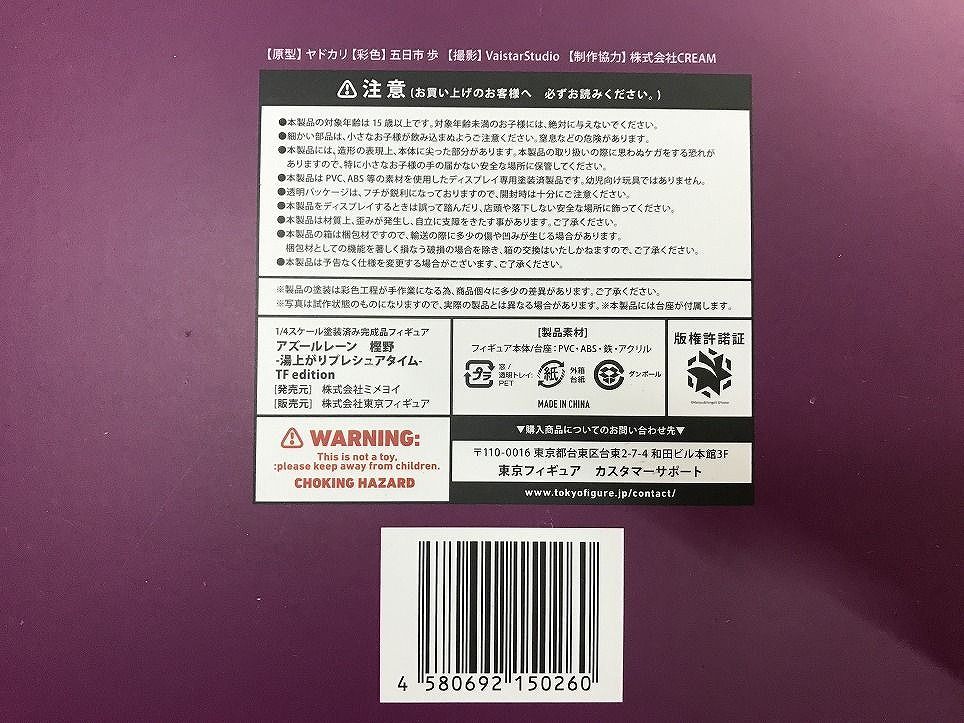 【原型】ヤドカリ【彩色】五日市 歩 【撮影】VaistarStudio 【制作協力】株式会社CREAM
注意(お買い上げのお客様へ 必ずお読みください。)
●本製品の対象年齢は15歳以上です。対象年齢未満のお子様には、絶対に与えないでください。
●細かい部品は、小さなお子様が飲み込まぬようご注意ください。窒息などの危険があります。
●本製品には、造形の表現上、本体に尖った部分があります。本製品の取り扱いの際に思わぬケガをする恐れが
ありますので、特に小さなお子様の手の届かない安全な場所に保管してください。
●本製品はPVC、ABS等の素材を使用したディスプレイ専用塗装済製品です。幼児向け玩具ではありません。
●透明パッケージは、フチが鋭利になっておりますので、開封時は十分にご注意ください。
●本製品をディスプレイするときは誤って踏んだり、店頭や落下しない安全な場所に飾ってください。
●本製品は材質上、歪みが発生し、自立に支障をきたす事があります。ご了承ください。
●本製品の箱は梱包材ですので、輸送の際に多少の傷や凹みが生じる場合があります。
梱包材としての機能を著しく損なう破損の場合を除き、箱の交換はいたしかねますので、ご了承ください。
●本製品は予告なく仕様を変更する場合がございます、ご了承ください。
※製品の塗装は彩色工程が手作業になる為、商品個々に多少の差異があります。ご了承ください。
※写真は試作状態のものになりますので、実際の製品とは異なる場合があります。※本製品には台座が付属します。
1/4スケール塗装済み完成品フィギュア
アズールレーン 樫野
-湯上がりプレシュアタイム-
TF edition
[発売元] 株式会社ミメヨイ
[販売元] 株式会社東京フィギュア
[製品素材]
フィギュア本体/台座：PVC・ABS・鉄・アクリル
プラ
窓/
透明トレイ:
PET
紙
外箱
台紙
ダンボール
MADE IN CHINA
版権許諾証
WARNING:
This is not a toy,
:please keep away from children.
CHOKING HAZARD
▼購入商品についてのお問い合わせ先▼
〒110-0016 東京都台東区台東2-7-4 和田ビル本館3F
東京フィギュア カスタマーサポート
www.tokyofigure.jp/contact/
4 580692 150260